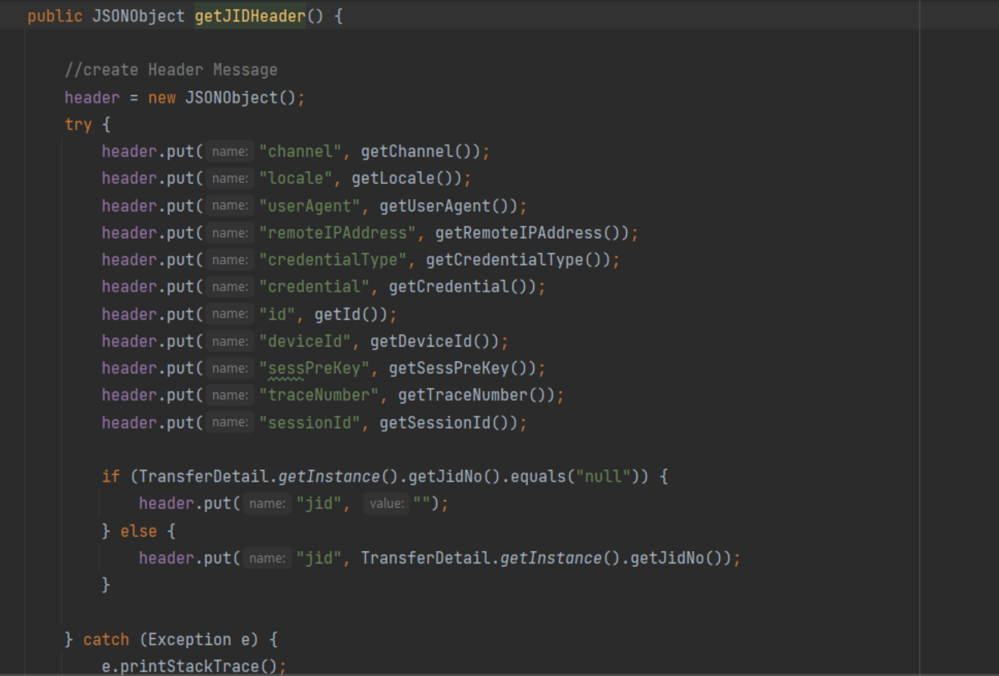 public JSONObject getJIDHeader() {
//create Header Message
header = new JSONObject();
try {
header.put( name: "channel", getChannel());
header.put( name: "locale", getLocale());
header.put( name: "userAgent", getUserAgent());
header.put( name: "remoteIPAddress", getRemoteIPAddress());
header.put( name: "credentialType", getCredentialType());
header.put( name: "credential", getCredential());
header.put( name: "id", getId());
header.put( name: "deviceId", getDeviceId());
header.put( name: "sessPreKey", getSessPreKey());
header.put( name: "traceNumber", getTraceNumber());
header.put( name: "sessionId", getSessionId());
if (TransferDetail.getInstance().getJidNo().equals("null")) {
header.put( name: "jid", value: "");
} else {
header.put( name: "jid", TransferDetail.getInstance().getJidNo());
}
} catch (Exception e) {
e.printStackTrace();